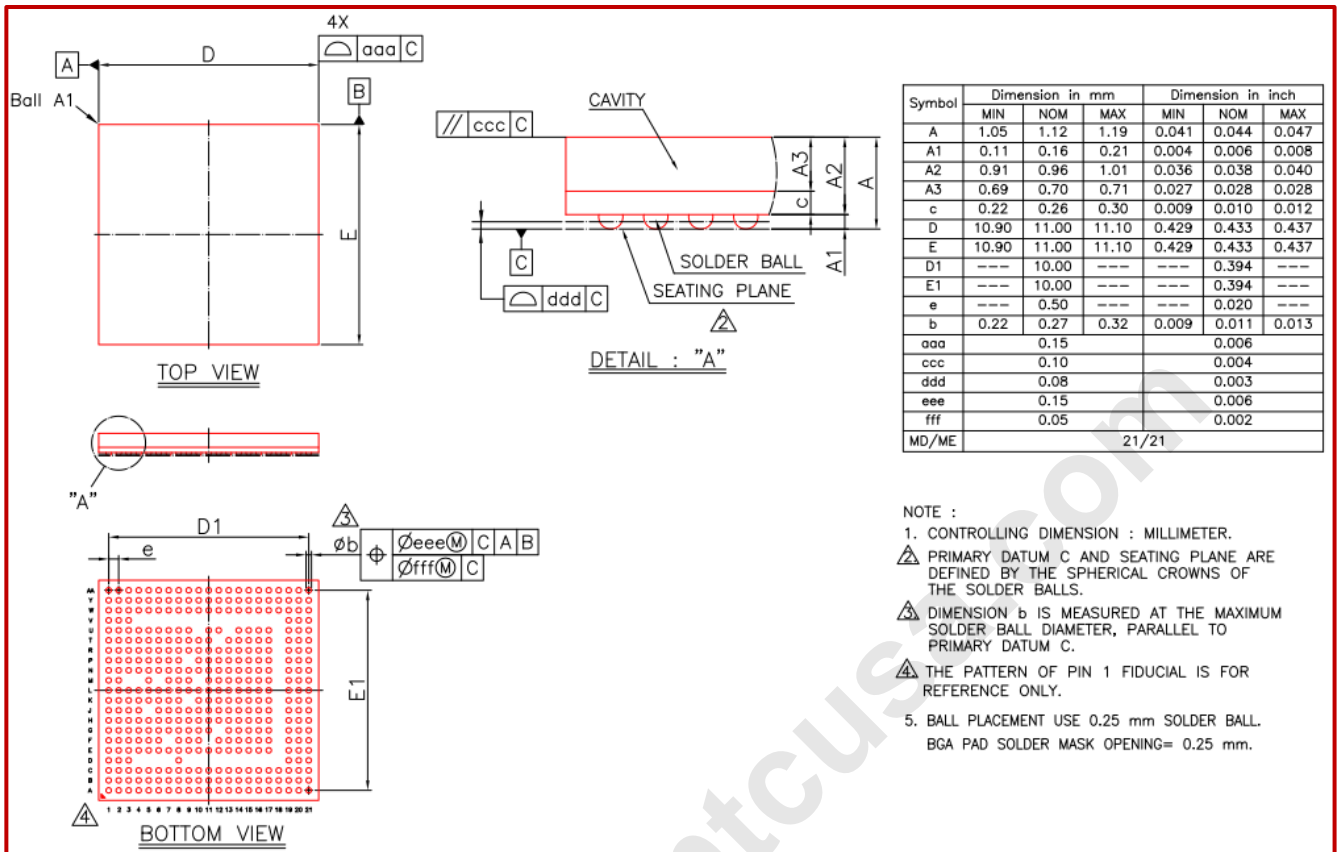 4X
D
aaa C
A
Ball A1
B
E
TOP VIEW
"A"
CAVITY
// ccc C
A3
A2
A
c
A1
C
SOLDER BALL
SEATING PLANE
ddd C
2
DETAIL : "A"
Symbol Dimension in mm Dimension in inch
MIN NOM MAX MIN NOM MAX
A 1.05 1.12 1.19 0.041 0.044 0.047
A1 0.11 0.16 0.21 0.004 0.006 0.008
A2 0.91 0.96 1.01 0.036 0.038 0.040
A3 0.69 0.70 0.71 0.027 0.028 0.028
c 0.22 0.26 0.30 0.009 0.010 0.012
D 10.90 11.00 11.10 0.429 0.433 0.437
E 10.90 11.00 11.10 0.429 0.433 0.437
D1 --- 10.00 --- --- 0.394 ---
E1 --- 10.00 --- --- 0.394 ---
e --- 0.50 --- --- 0.020 ---
b 0.22 0.27 0.32 0.009 0.011 0.013
aaa 0.15 0.006
ccc 0.10 0.004
ddd 0.08 0.003
eee 0.15 0.006
fff 0.05 0.002
MD/ME 21/21
D1
e
3
øb
Øeee Ⓜ C A B
Øfff Ⓜ C
E1
AA
Y
W
V
U
T
R
P
N
M
L
K
J
H
G
F
E
D
C
B
A
1 2 3 4 5 6 7 8 9 10 11 12 13 14 15 16 17 18 19 20 21
4
BOTTOM VIEW
NOTE :
1. CONTROLLING DIMENSION : MILLIMETER.
2. PRIMARY DATUM C AND SEATING PLANE ARE
DEFINED BY THE SPHERICAL CROWNS OF
THE SOLDER BALLS.
3. DIMENSION b IS MEASURED AT THE MAXIMUM
SOLDER BALL DIAMETER, PARALLEL TO
PRIMARY DATUM C.
4. THE PATTERN OF PIN 1 FIDUCIAL IS FOR
REFERENCE ONLY.
5. BALL PLACEMENT USE 0.25 mm SOLDER BALL.
BGA PAD SOLDER MASK OPENING= 0.25 mm.
ntcusa.com